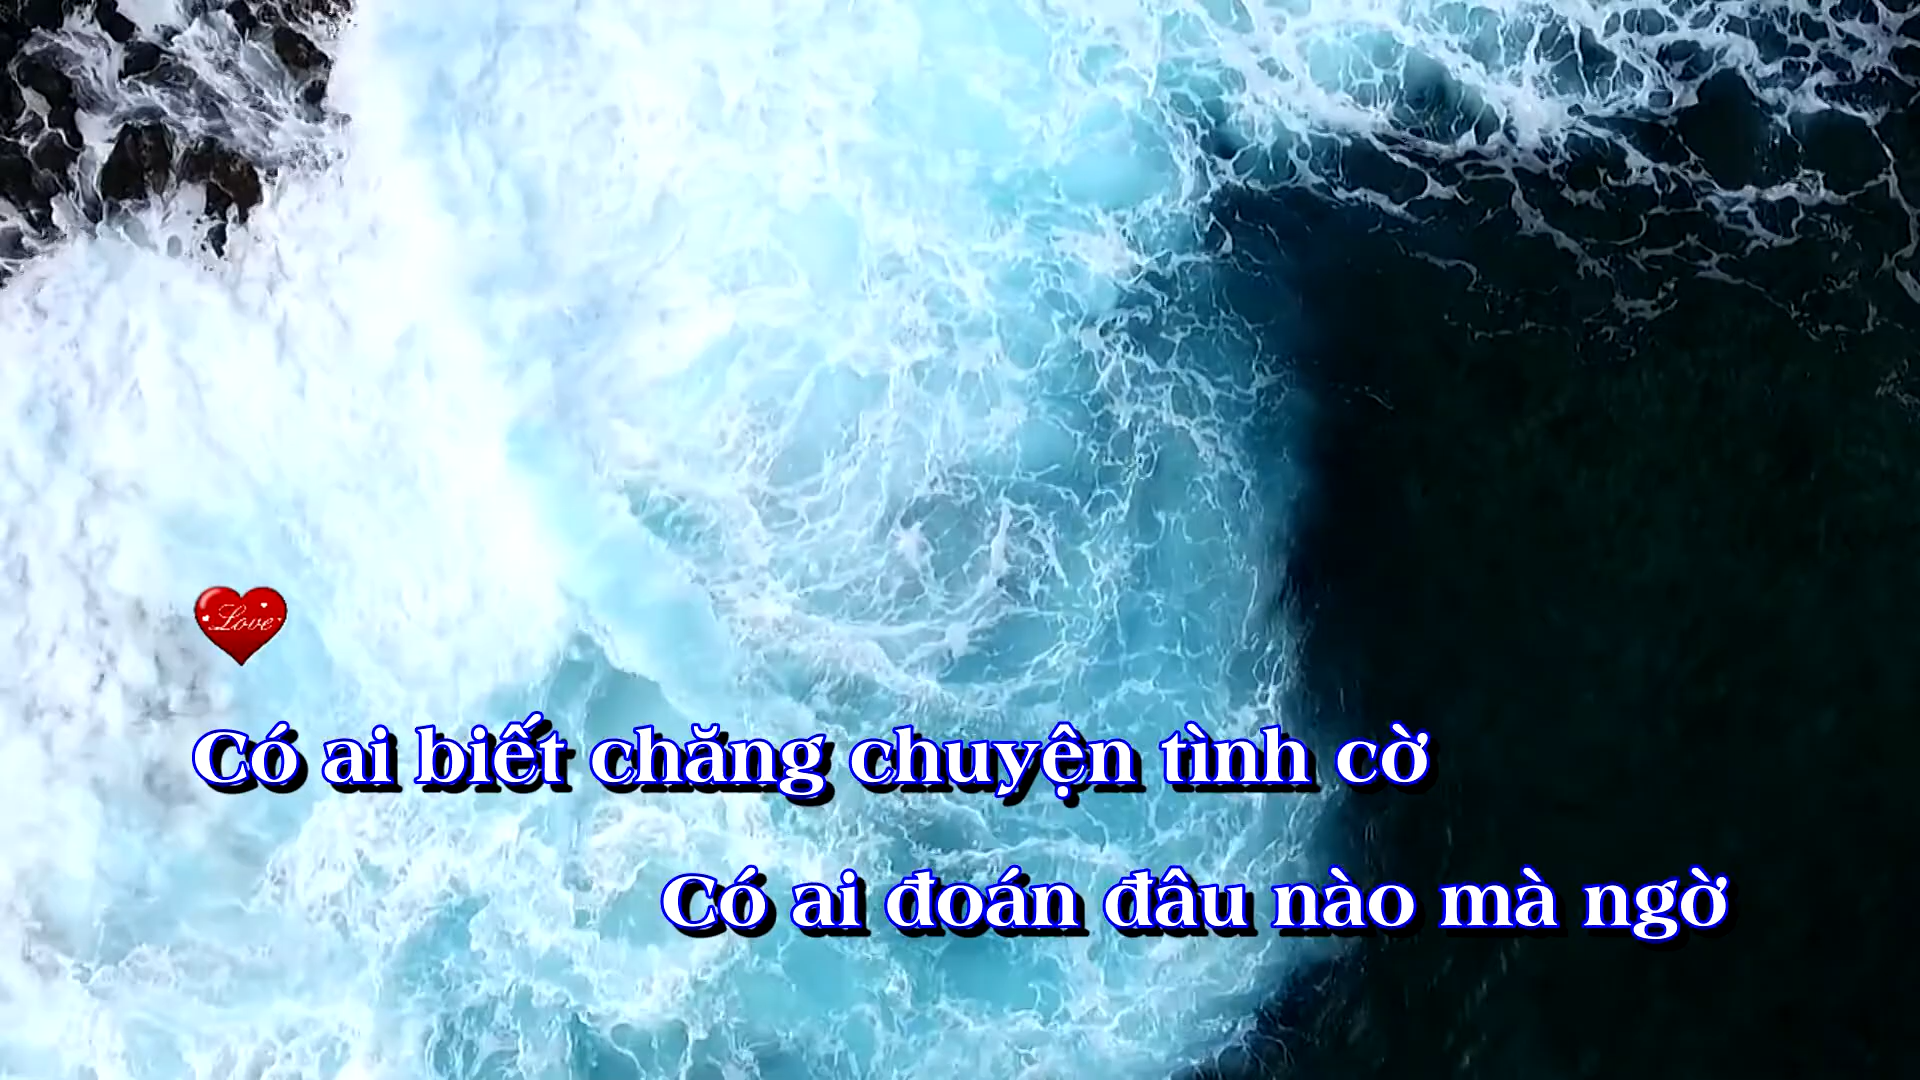 Love
Có ai biết chăng chuyện tình cờ
Có ai đoán đâu nào mà ngờ